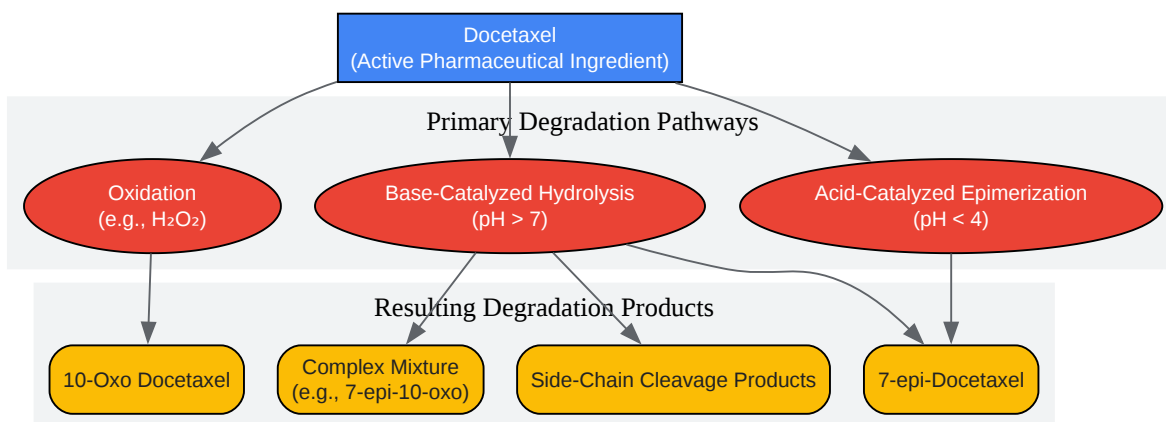 Docetaxel
(Active Pharmaceutical Ingredient)
Primary Degradation Pathways
Oxidation
(e.g., H₂O₂)
Base-Catalyzed Hydrolysis
(pH > 7)
Acid-Catalyzed Epimerization
(pH < 4)
Resulting Degradation Products
10-Oxo Docetaxel
Complex Mixture
(e.g., 7-epi-10-oxo)
Side-Chain Cleavage Products
7-epi-Docetaxel